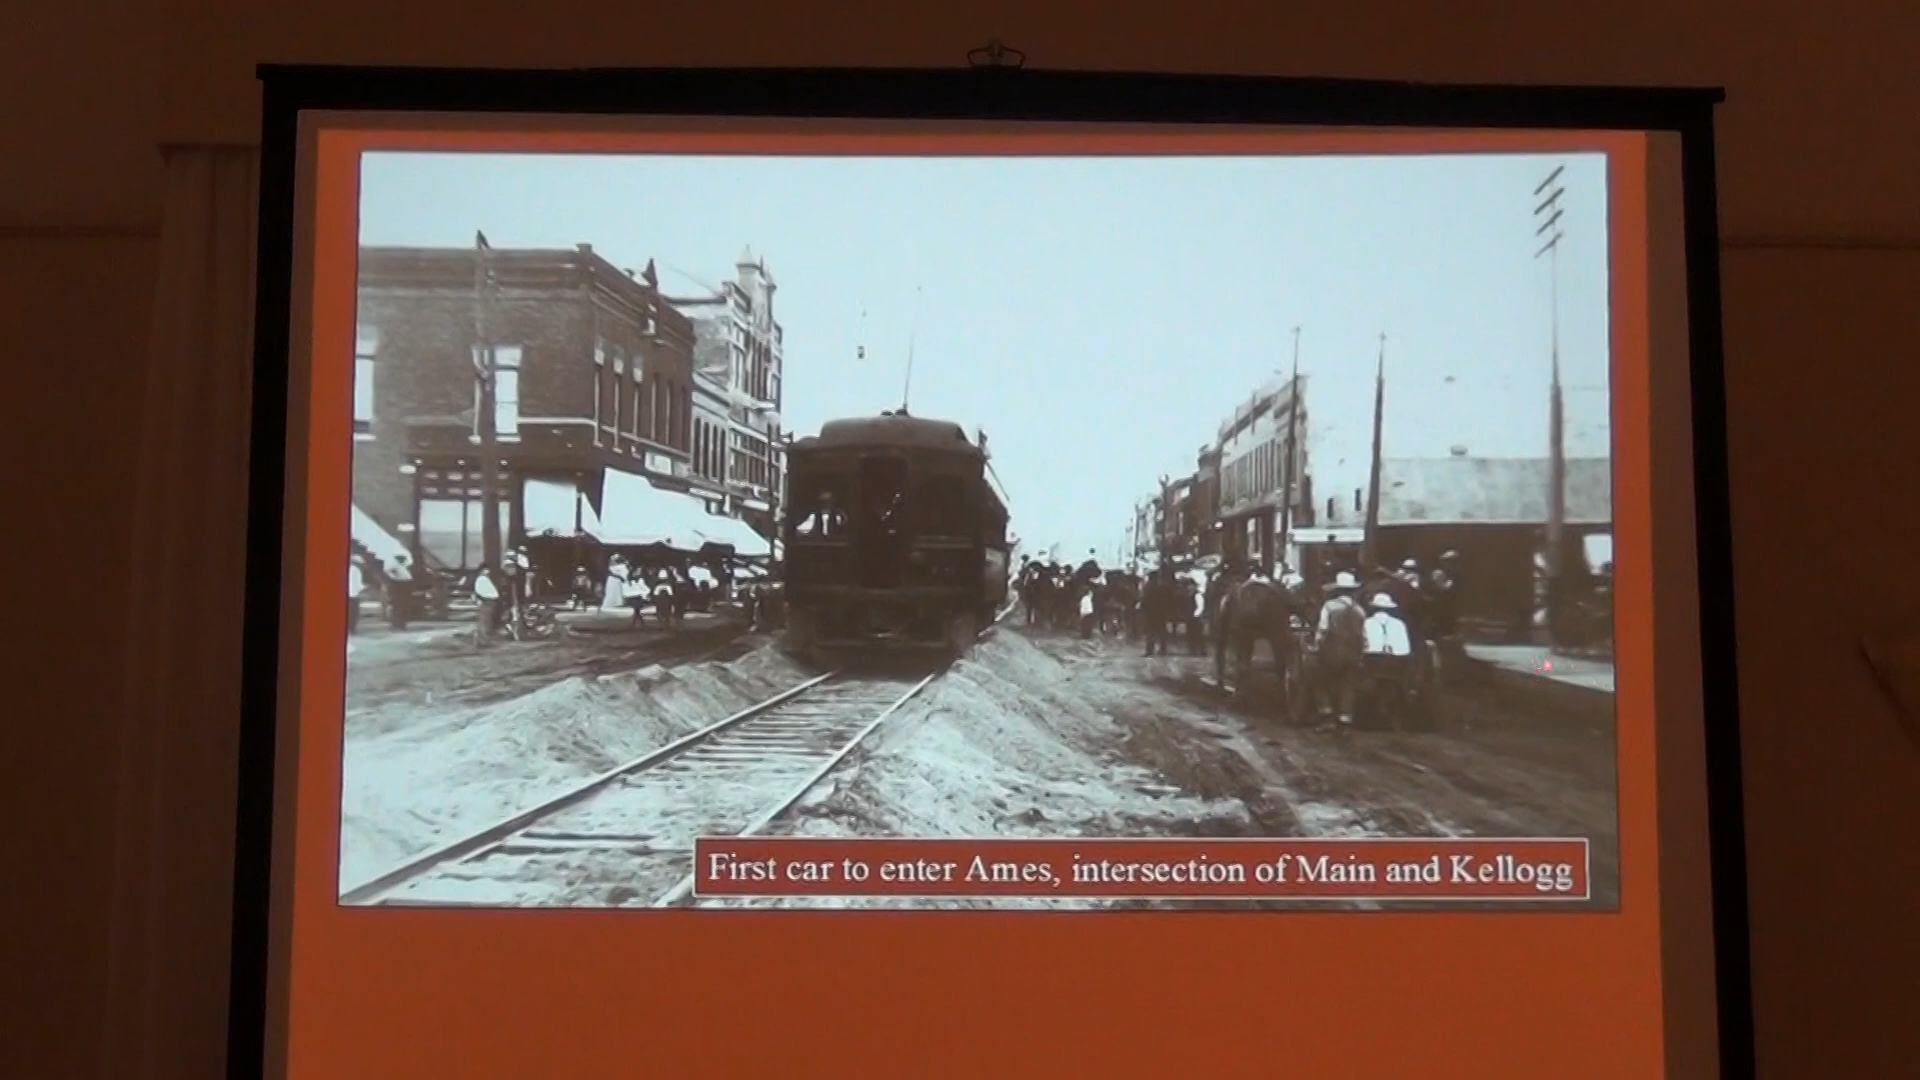 First car to enter Ames, intersection of Main and Kellogg